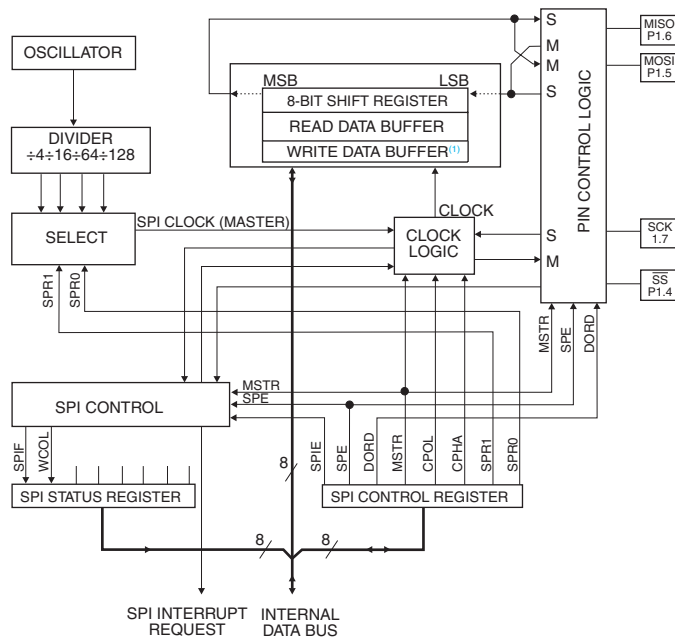 OSCILLATOR
DIVIDER
÷4÷16÷64÷128
SELECT
SPI CLOCK (MASTER)
SPR1
SPR0
MSB
LSB
8-BIT SHIFT REGISTER
READ DATA BUFFER
WRITE DATA BUFFER(1)
CLOCK
CLOCK
LOGIC
S
M
M
S
S
M
PIN CONTROL LOGIC
MISO
P1.6
MOSI
P1.5
SCK
1.7
SS
P1.4
MSTR
SPE
DORD
SPI CONTROL
MSTR
SPE
SPIF
WCOL
SPI STATUS REGISTER
8
SPIE
SPE
DORD
MSTR
CPOL
CPHA
SPR1
SPR0
SPI CONTROL REGISTER
8
8
SPI INTERRUPT
REQUEST
INTERNAL
DATA BUS